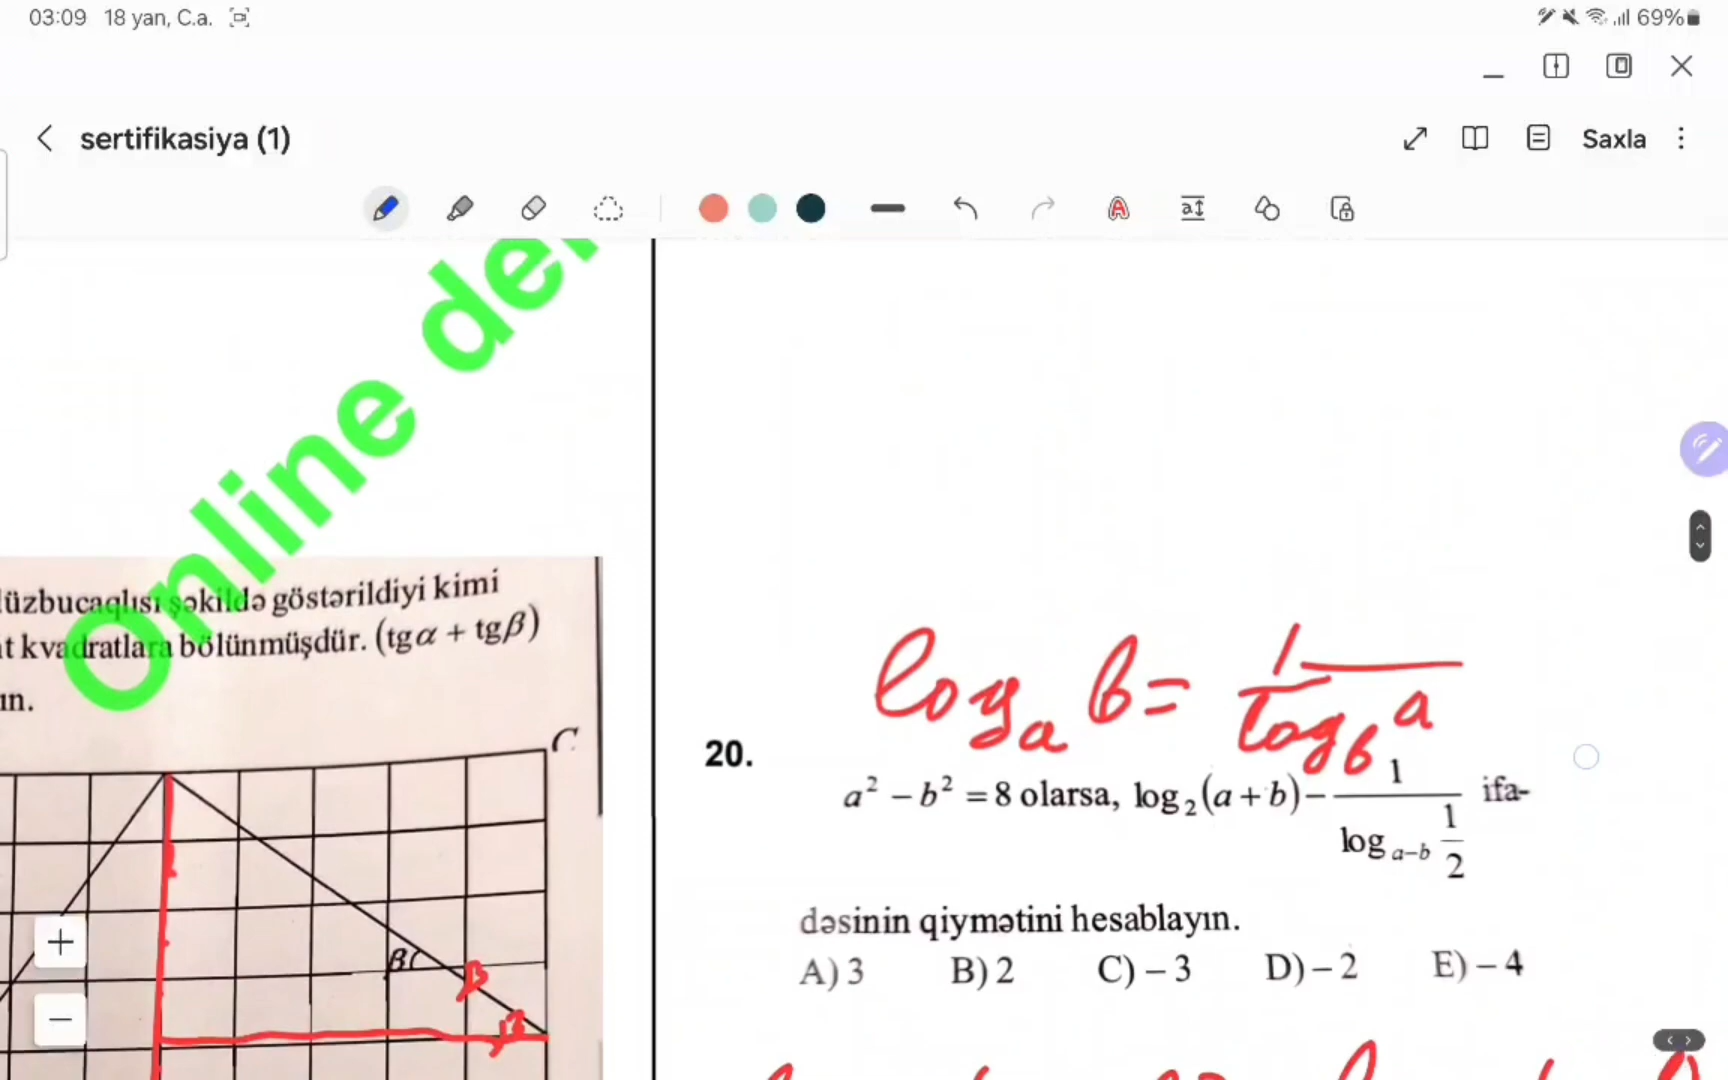 03:09 18 yan, C.a. 69%
sertifikasiya (1) Saxla
Online
üzbucaqlısı şəkildə göstərildiyi kimi
t kvadratlara bölünmüşdür. (tgα + tgβ)
ın.
C
β
β
β
log_a b = 1/log_b a
20.
a² − b² = 8 olarsa, log₂(a+b) − 1/(log_{a−b} 1/2) ifa-
dəsinin qiymətini hesablayın.
A) 3 B) 2 C) – 3 D) – 2 E) – 4